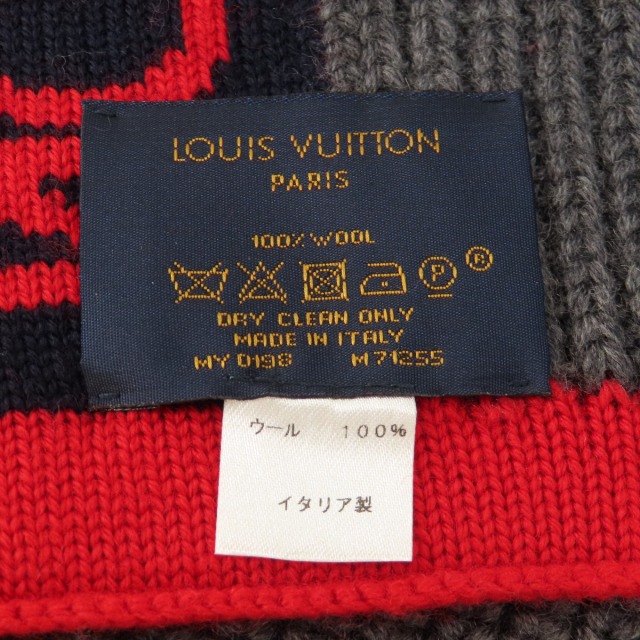 LOUIS VUITTON
PARIS
100% WOOL
P ®
DRY CLEAN ONLY
MADE IN ITALY
MY 0198 M71255
ウール 100%
イタリア製